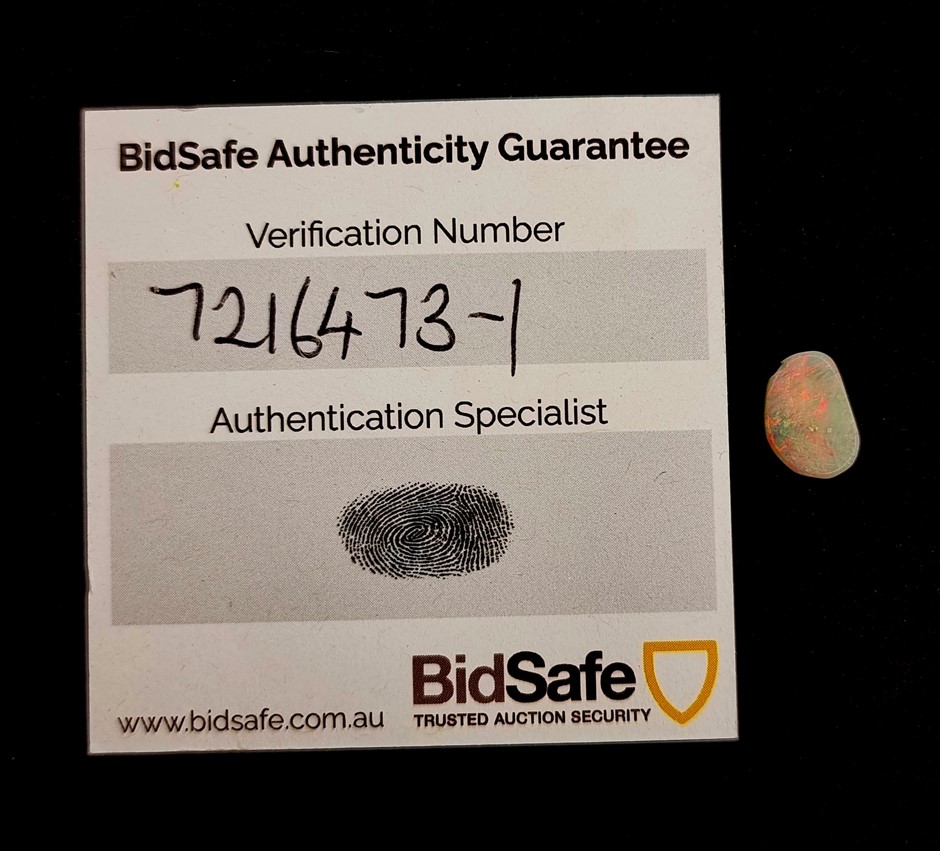 BidSafe Authenticity Guarantee
Verification Number
7216473-1
Authentication Specialist
BidSafe
www.bidsafe.com.au
TRUSTED AUCTION SECURITY